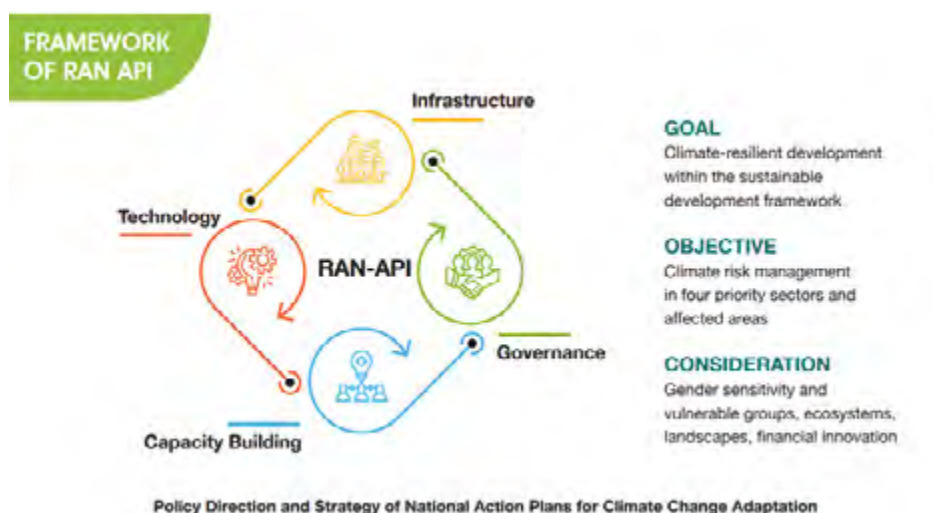 FRAMEWORK
OF RAN API
Infrastructure
Technology
RAN-API
Governance
Capacity Building
GOAL
Climate-resilient development
within the sustainable
development framework
OBJECTIVE
Climate risk management
in four priority sectors and
affected areas
CONSIDERATION
Gender sensitivity and
vulnerable groups, ecosystems,
landscapes, financial innovation
Policy Direction and Strategy of National Action Plans for Climate Change Adaptation